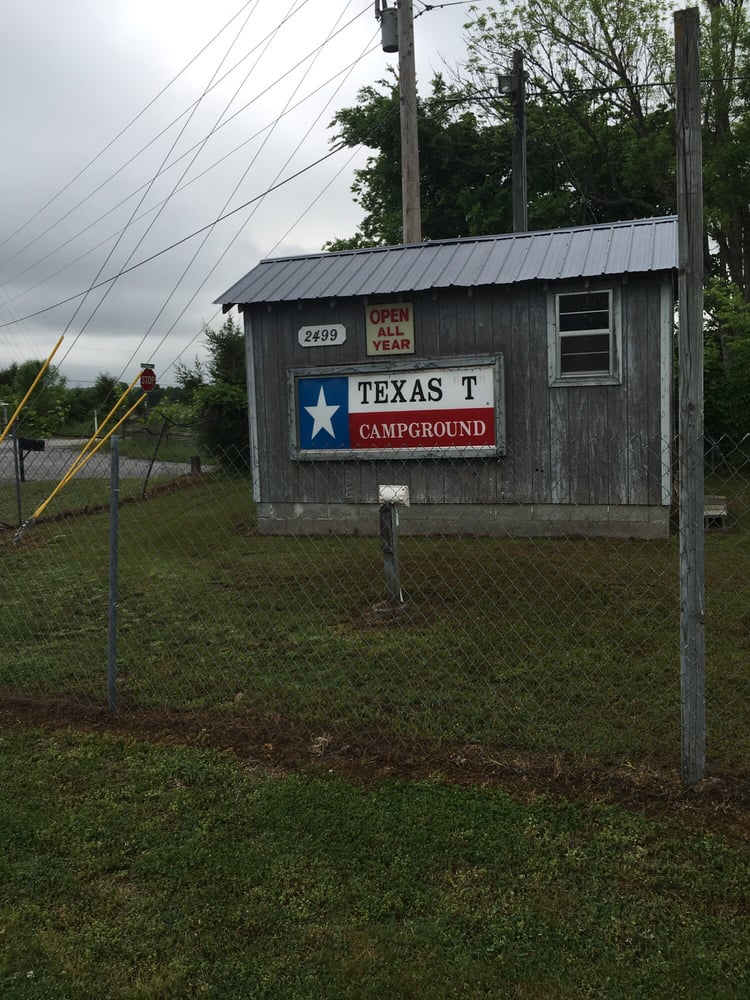 2499
OPEN
ALL
YEAR
TEXAS T
CAMPGROUND
STOP